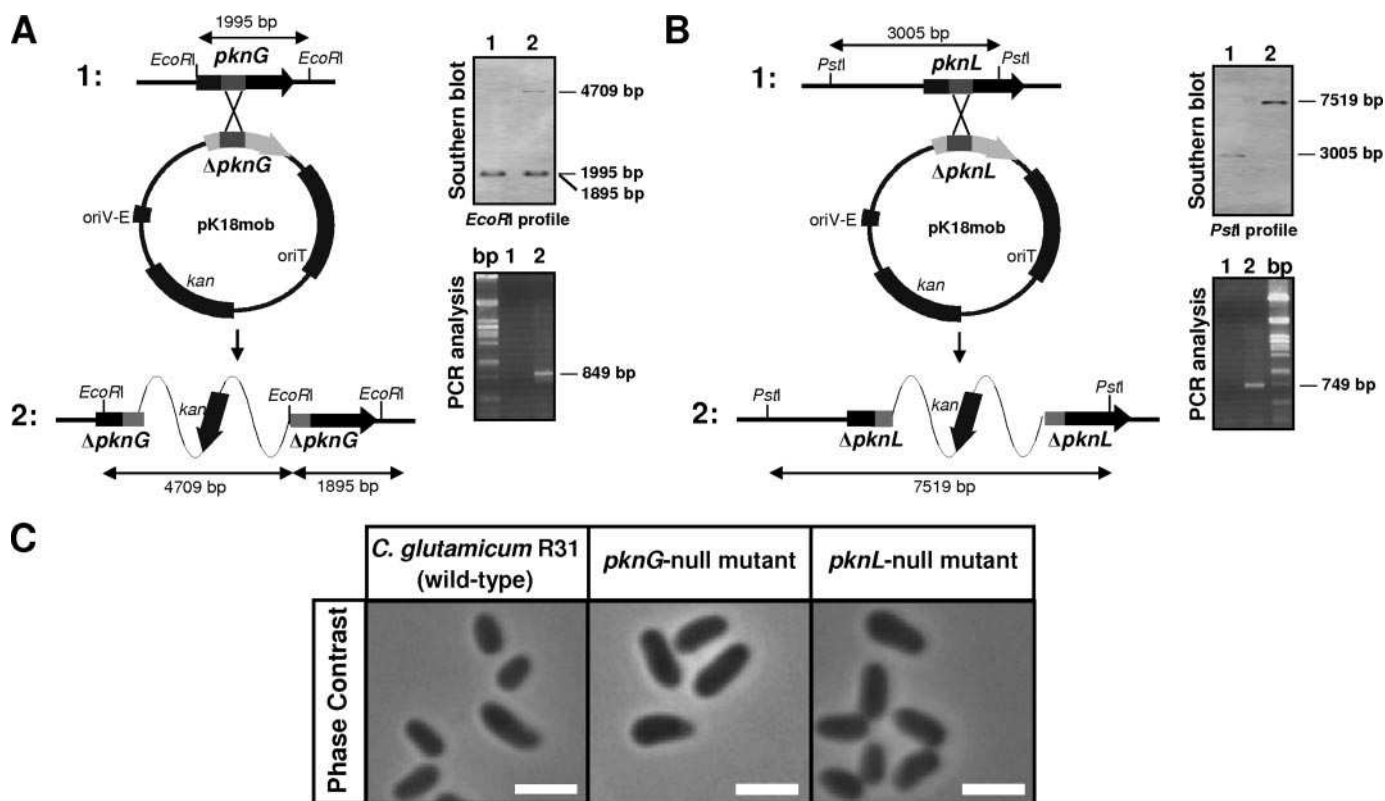 A
1995 bp
EcoRI
pknG
EcoRI
1:
ΔpknG
oriV-E
pK18mob
oriT
kan
EcoRI
EcoRI
EcoRI
2:
kan
ΔpknG
ΔpknG
4709 bp
1895 bp
1 2
Southern blot
4709 bp
1995 bp
1895 bp
EcoRI profile
bp 1 2
PCR analysis
849 bp
B
3005 bp
PstI
pknL
PstI
1:
ΔpknL
oriV-E
pK18mob
oriT
kan
PstI
PstI
2:
kan
ΔpknL
ΔpknL
7519 bp
1 2
Southern blot
7519 bp
3005 bp
PstI profile
1 2 bp
PCR analysis
749 bp
C
C. glutamicum R31
(wild-type)
pknG-null mutant
pknL-null mutant
Phase Contrast